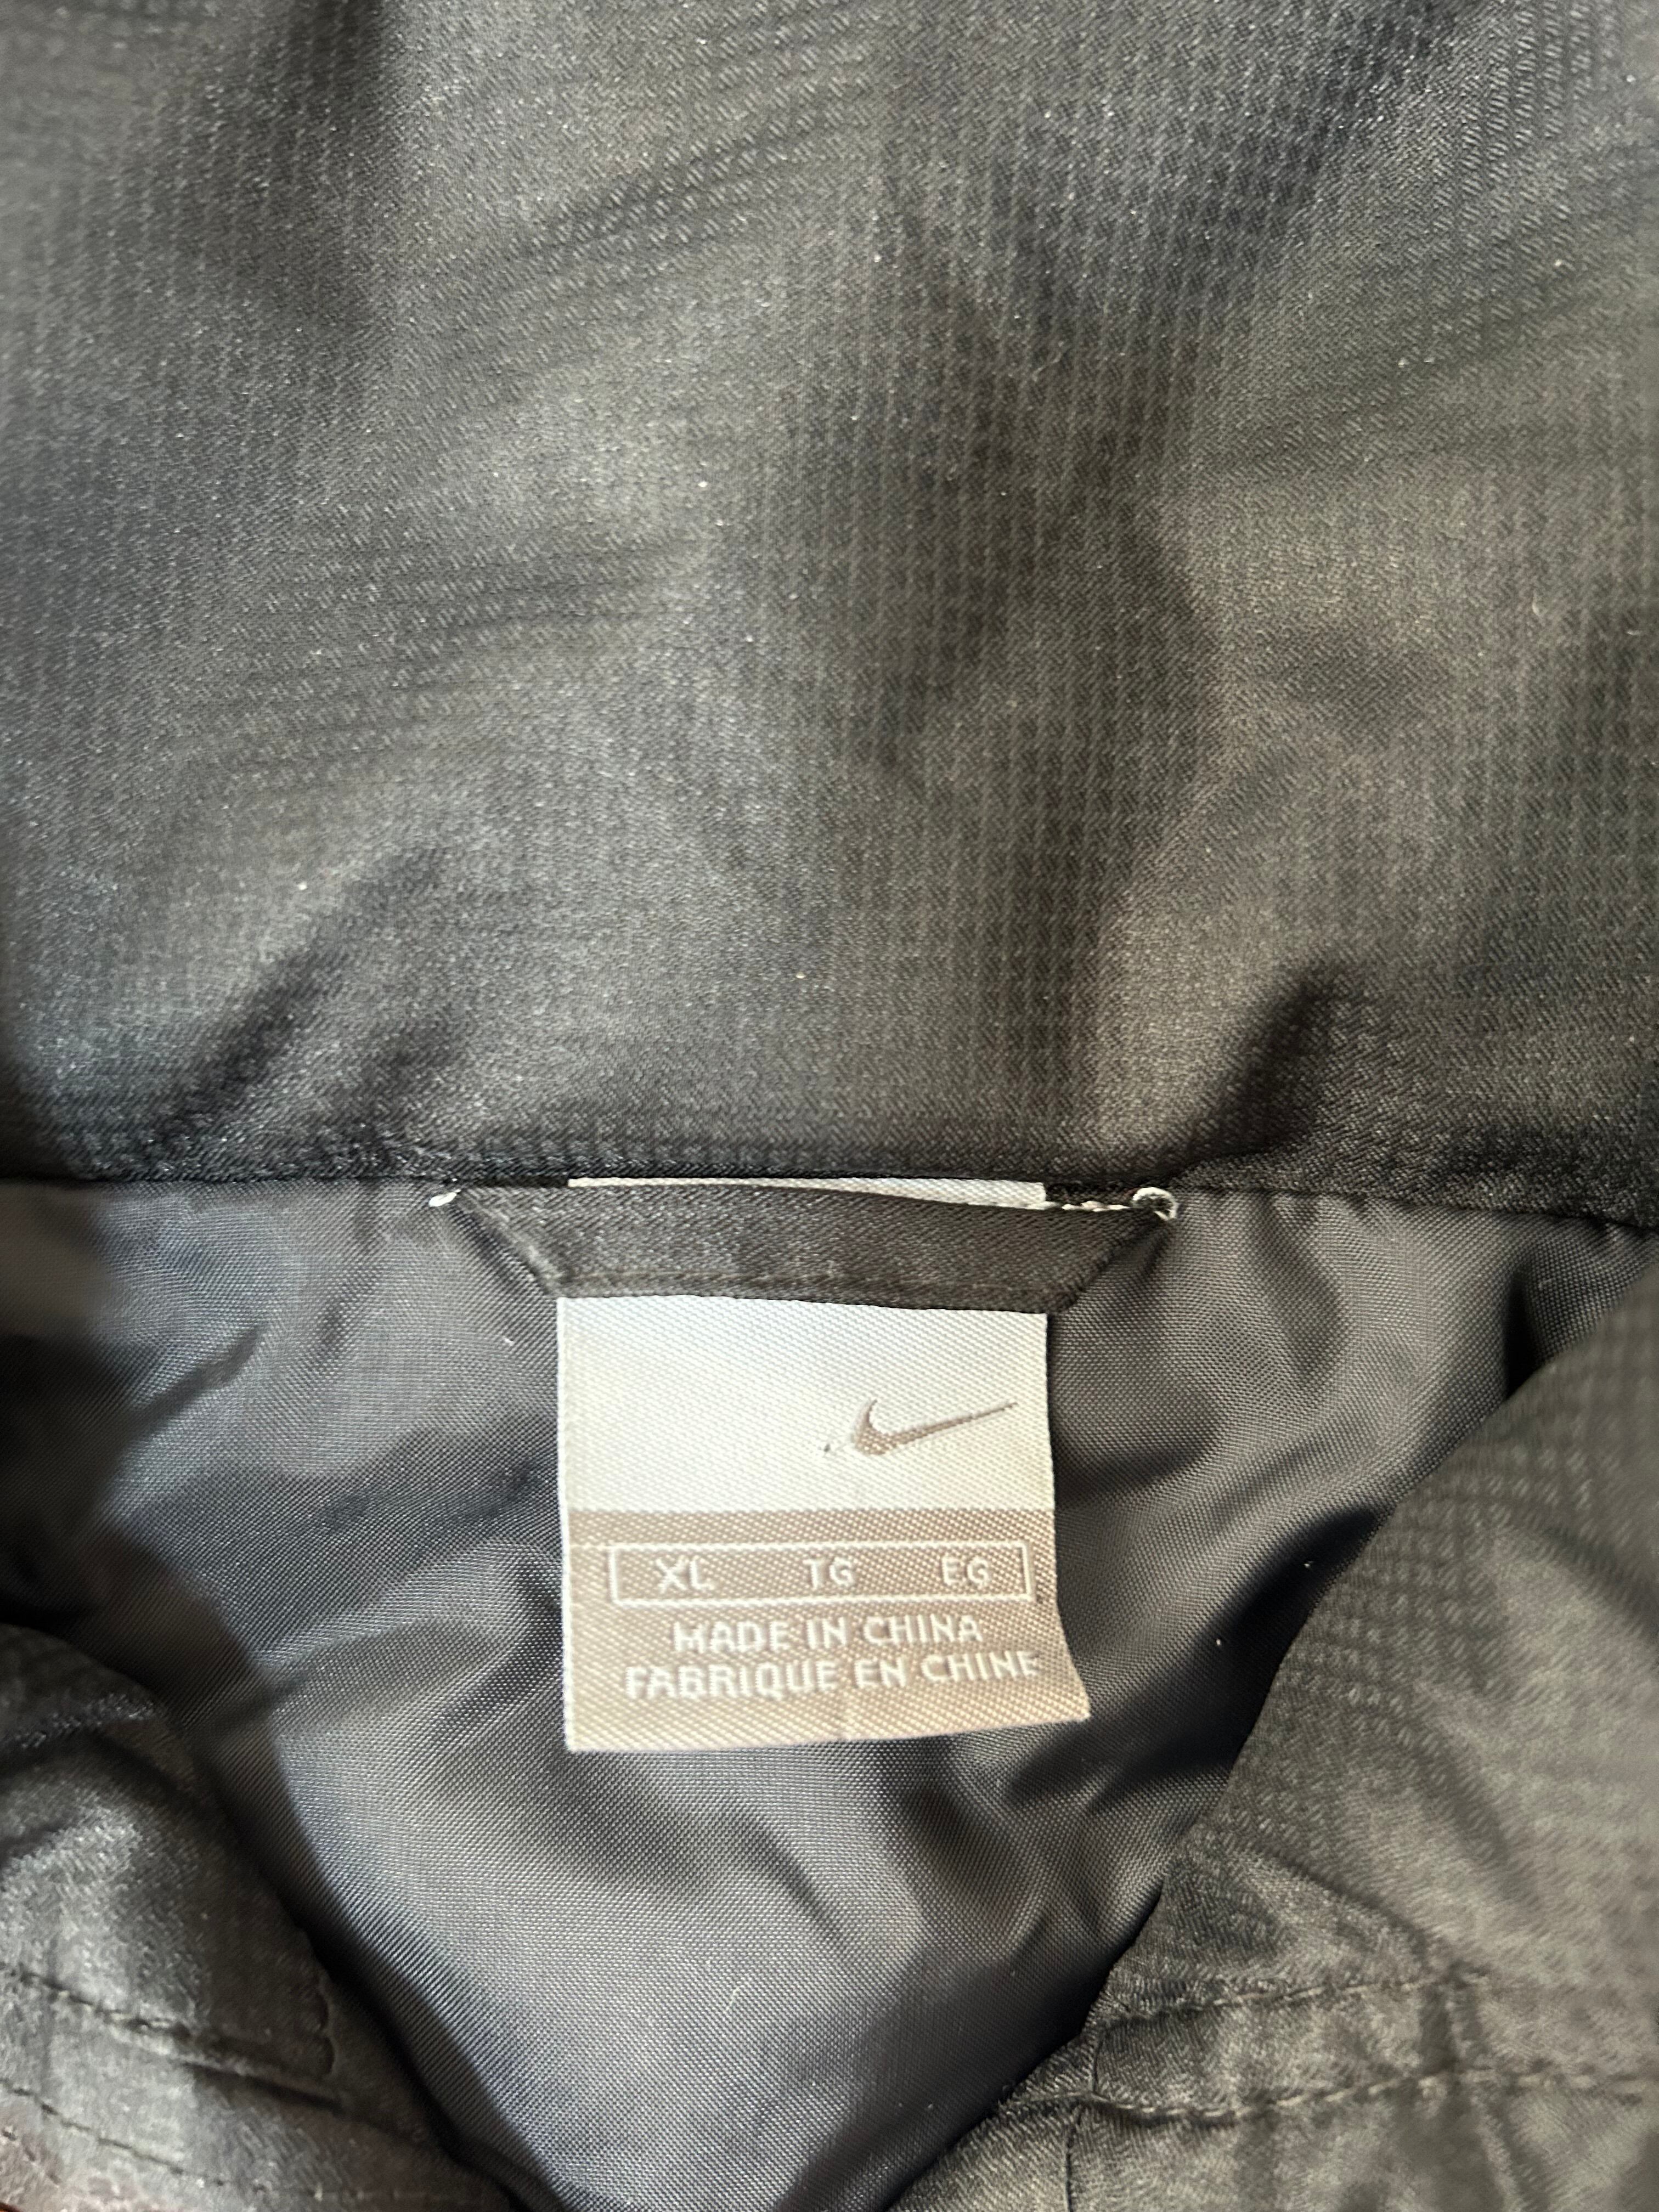 XL TG EG
MADE IN CHINA
FABRIQUE EN CHINE